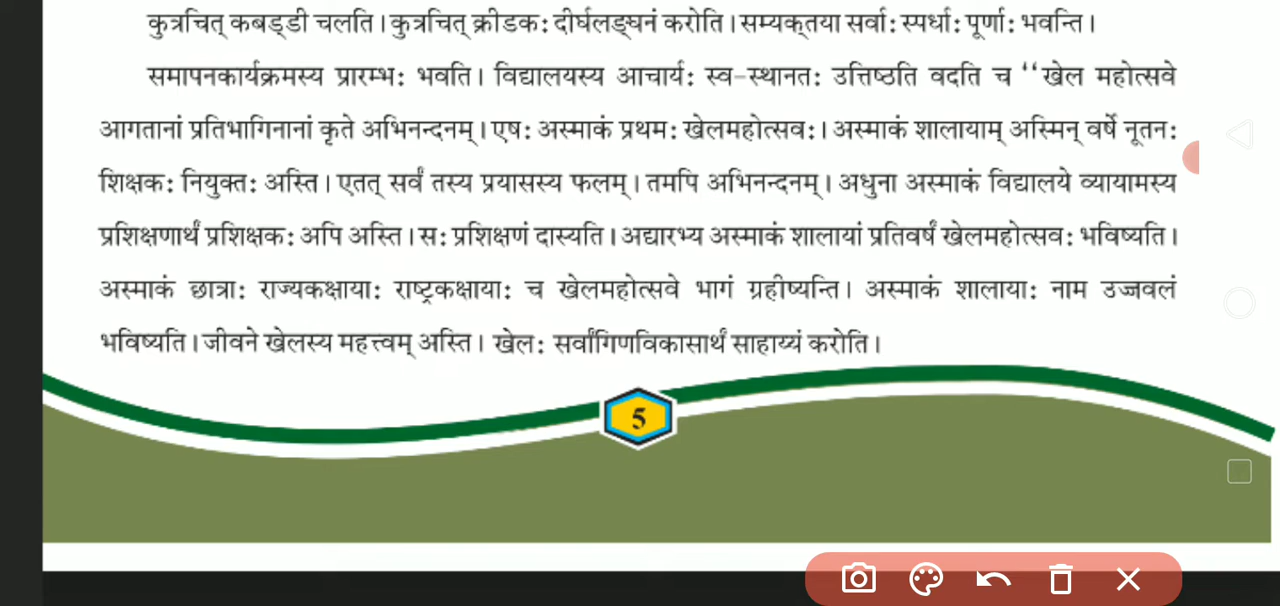 कुत्रचित् कबड्डी चलति। कुत्रचित् क्रीडकः दीर्घलङ्घनं करोति। सम्यक्तया सर्वाः स्पर्धाः पूर्णाः भवन्ति।
समापनकार्यक्रमस्य प्रारम्भः भवति। विद्यालयस्य आचार्यः स्व-स्थानतः उत्तिष्ठति वदति च ‘‘खेल महोत्सवे
आगतानां प्रतिभागिनानां कृते अभिनन्दनम्। एषः अस्माकं प्रथमः खेलमहोत्सवः। अस्माकं शालायाम् अस्मिन् वर्षे नूतनः
शिक्षकः नियुक्तः अस्ति। एतत् सर्वं तस्य प्रयासस्य फलम्। तमपि अभिनन्दनम्। अधुना अस्माकं विद्यालये व्यायामस्य
प्रशिक्षणार्थं प्रशिक्षकः अपि अस्ति। सः प्रशिक्षणं दास्यति। अद्यारभ्य अस्माकं शालायां प्रतिवर्षं खेलमहोत्सवः भविष्यति।
अस्माकं छात्राः राज्यकक्षायाः राष्ट्रकक्षायाः च खेलमहोत्सवे भागं ग्रहीष्यन्ति। अस्माकं शालायाः नाम उज्जवलं
भविष्यति। जीवने खेलस्य महत्त्वम् अस्ति। खेलः सर्वांगिणविकासार्थं साहाय्यं करोति।
5